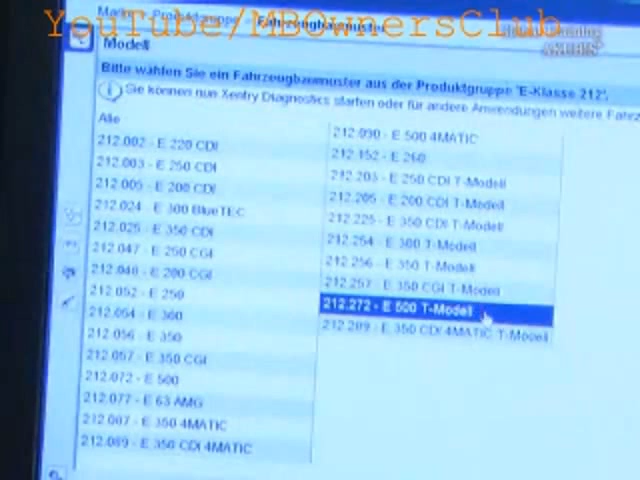 YouTube/MBOwnersClub
Marke Produktgruppe Fahrzeugbaumuster
Modell
Bitte wählen Sie ein Fahrzeugbaumuster aus der Produktgruppe "E-Klasse 212".
Sie können nun Xentry Diagnostics starten oder für andere Anwendungen weitere
Alle
212.002 - E 220 CDI
212.003 - E 250 CDI
212.005 - E 200 CDI
212.024 - E 300 BlueTEC
212.025 - E 350 CDI
212.047 - E 250 CGI
212.048 - E 200 CGI
212.052 - E 250
212.054 - E 300
212.056 - E 350
212.057 - E 350 CGI
212.072 - E 500
212.077 - E 63 AMG
212.087 - E 350 4MATIC
212.089 - E 350 CDI 4MATIC
212.090 - E 500 4MATIC
212.152 - E 260
212.203 - E 250 CDI T-Modell
212.205 - E 200 CDI T-Modell
212.225 - E 350 CDI T-Modell
212.254 - E 300 T-Modell
212.256 - E 350 T-Modell
212.257 - E 350 CGI T-Modell
212.272 - E 500 T-Modell
212.289 - E 350 CDI 4MATIC T-Modell